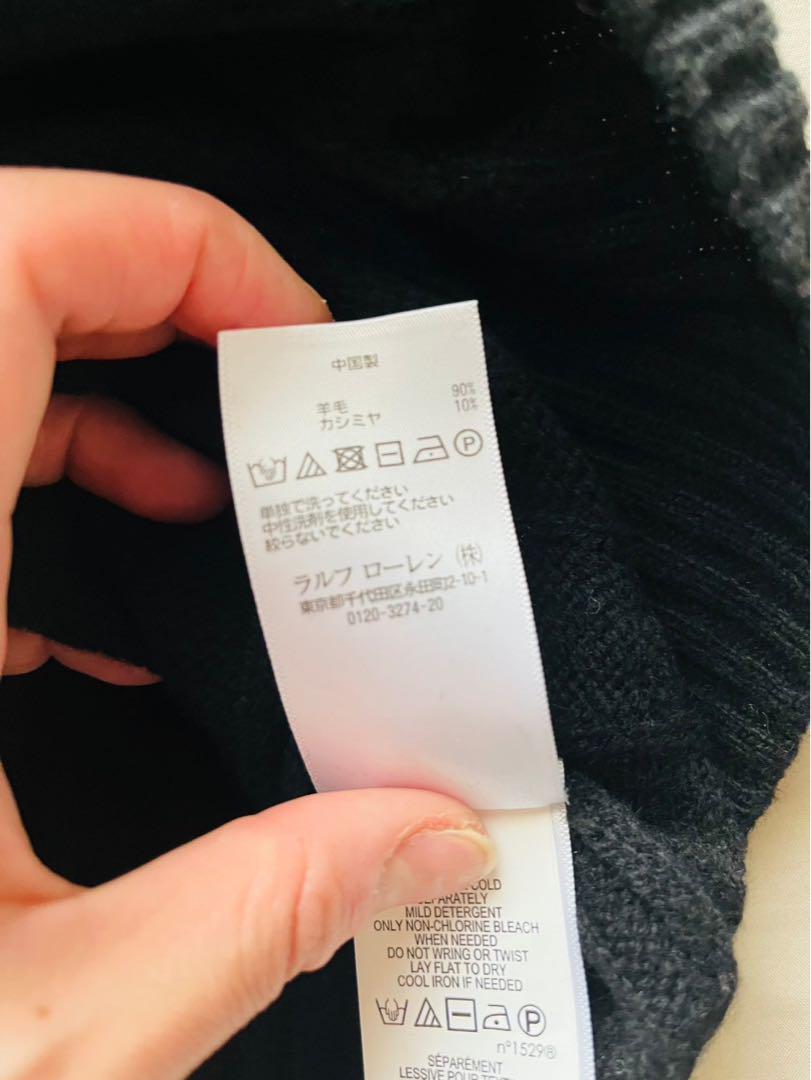 中国製
羊毛 90%
カシミヤ 10%
P
単独で洗ってください
中性洗剤を使用してください
絞らないでください
ラルフ ローレン (株)
東京都千代田区永田町2-10-1
0120-3274-20
COLD
SEPARATELY
MILD DETERGENT
ONLY NON-CHLORINE BLEACH
WHEN NEEDED
DO NOT WRING OR TWIST
LAY FLAT TO DRY
COOL IRON IF NEEDED
P
nº1529®
SÉPARÉMENT